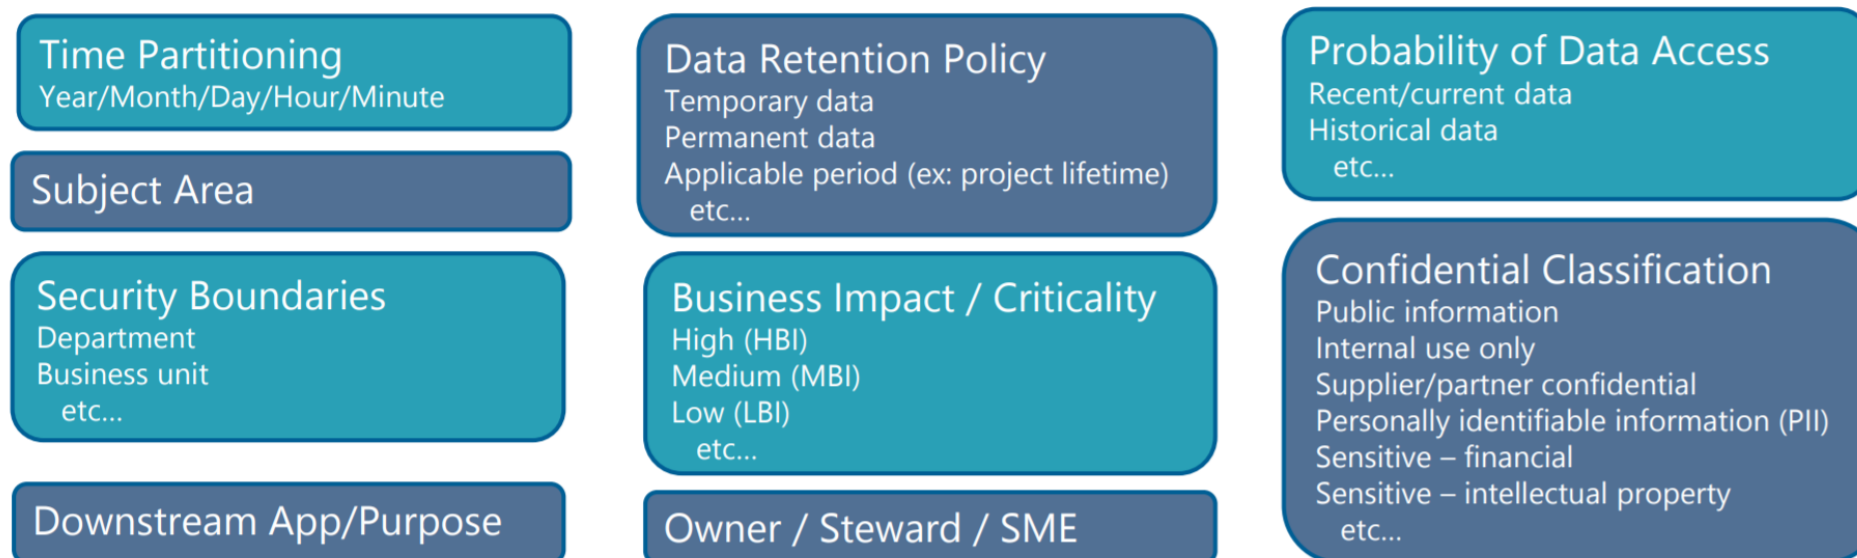 Time Partitioning
Year/Month/Day/Hour/Minute
Subject Area
Security Boundaries
Department
Business unit
etc...
Downstream App/Purpose
Data Retention Policy
Temporary data
Permanent data
Applicable period (ex: project lifetime)
etc...
Business Impact / Criticality
High (HBI)
Medium (MBI)
Low (LBI)
etc...
Owner / Steward / SME
Probability of Data Access
Recent/current data
Historical data
etc...
Confidential Classification
Public information
Internal use only
Supplier/partner confidential
Personally identifiable information (PII)
Sensitive – financial
Sensitive – intellectual property
etc...